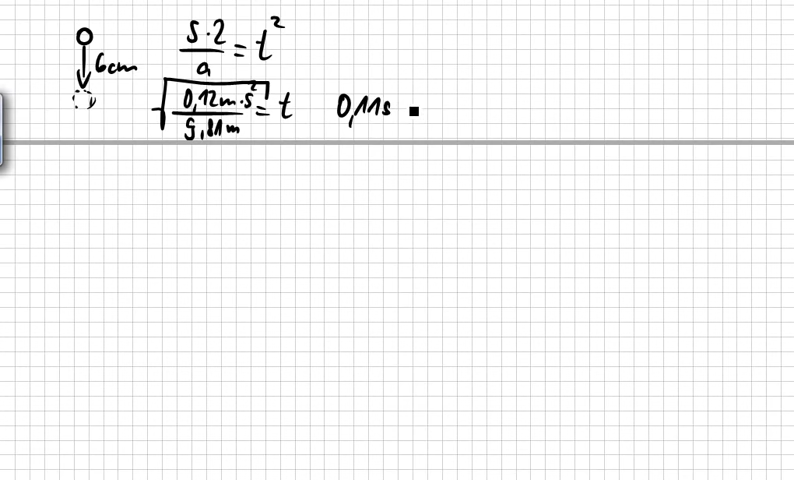 s·2/a = t²
6cm
√(0,12m·s²/9,81m) = t 0,11s